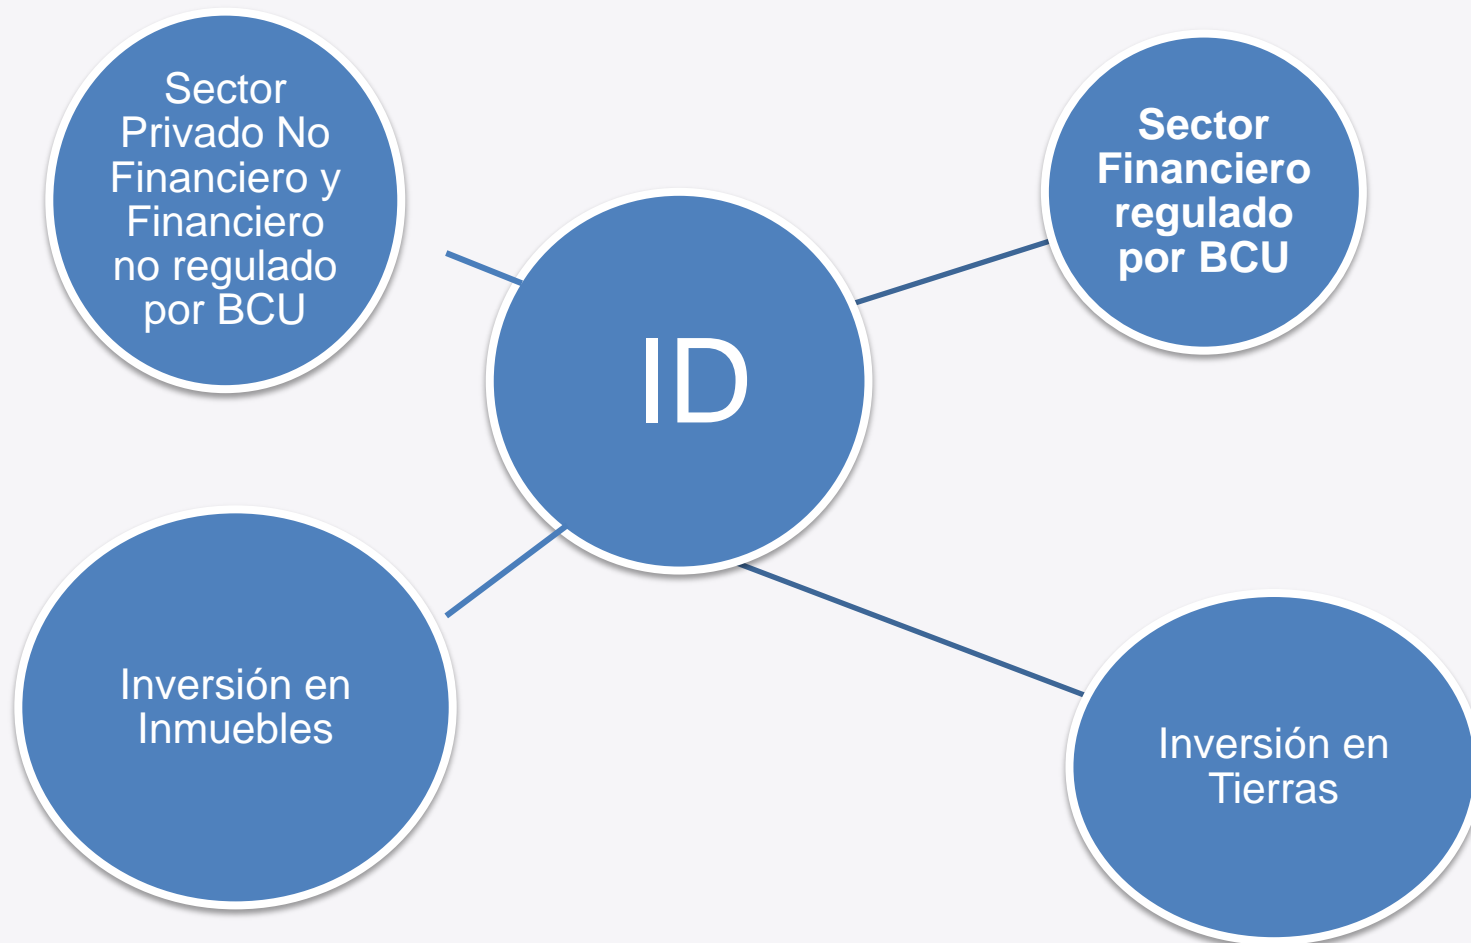 Sector
Privado No
Financiero y
Financiero
no regulado
por BCU
Sector
Financiero
regulado
por BCU
ID
Inversión en
Inmuebles
Inversión en
Tierras